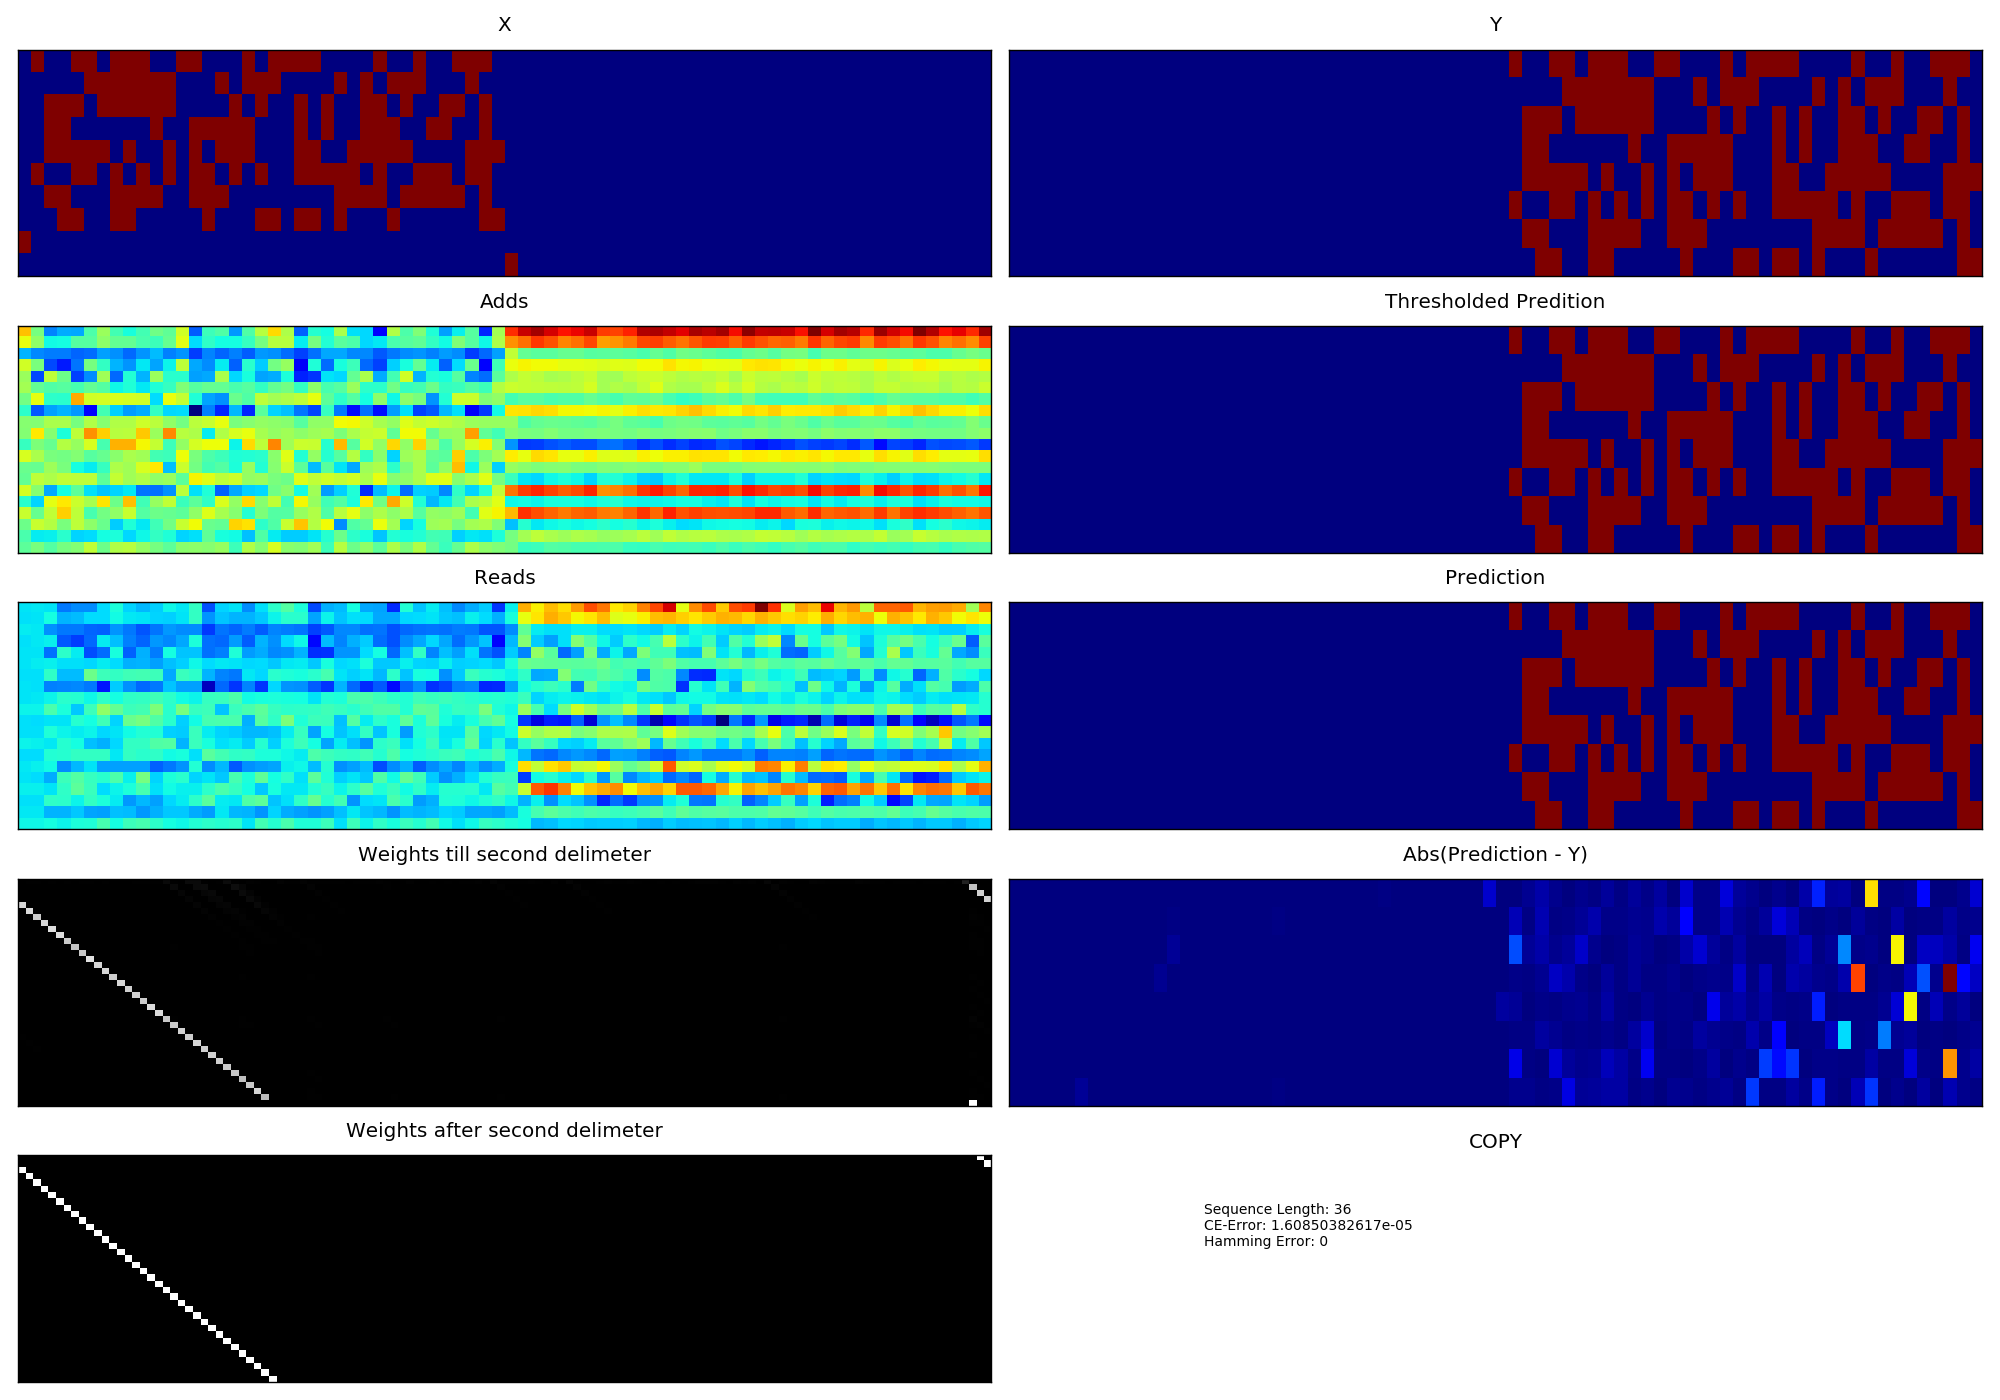 X
Y
Adds
Thresholded Predition
Reads
Prediction
Weights till second delimeter
Abs(Prediction - Y)
Weights after second delimeter
COPY
Sequence Length: 36
CE-Error: 1.60850382617e-05
Hamming Error: 0